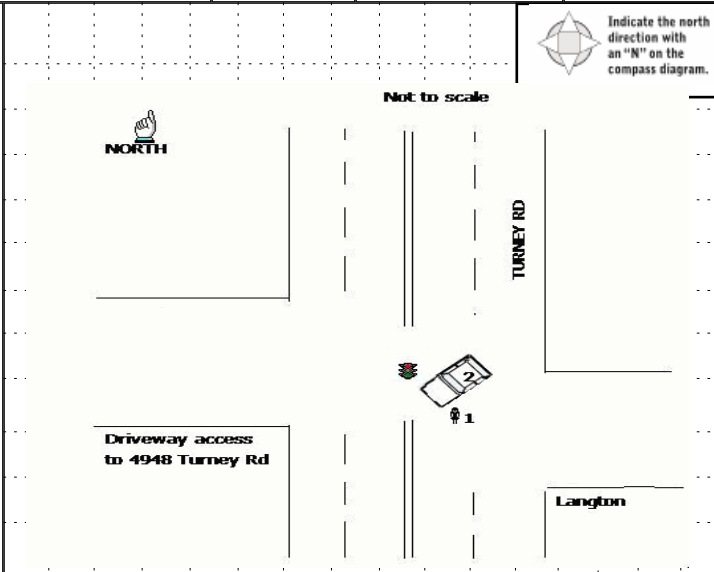 Indicate the north
direction with
an "N" on the
compass diagram.
Not to scale
NORTH
TURNEY RD
2
1
Driveway access
to 4948 Turney Rd
Langton